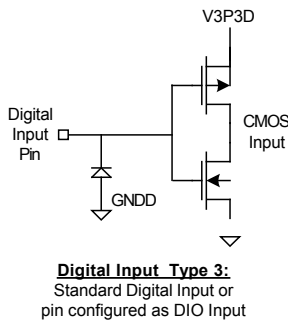 V3P3D
Digital
Input
Pin
CMOS
Input
GNDD
Digital Input Type 3:
Standard Digital Input or
pin configured as DIO Input